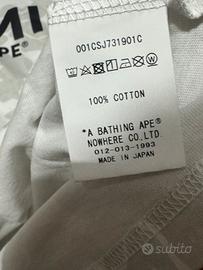 MI
APE®
001CSJ731901C
100% COTTON
*A BATHING APE®
NOWHERE CO.,LTD.
012-013-1993
MADE IN JAPAN
subito